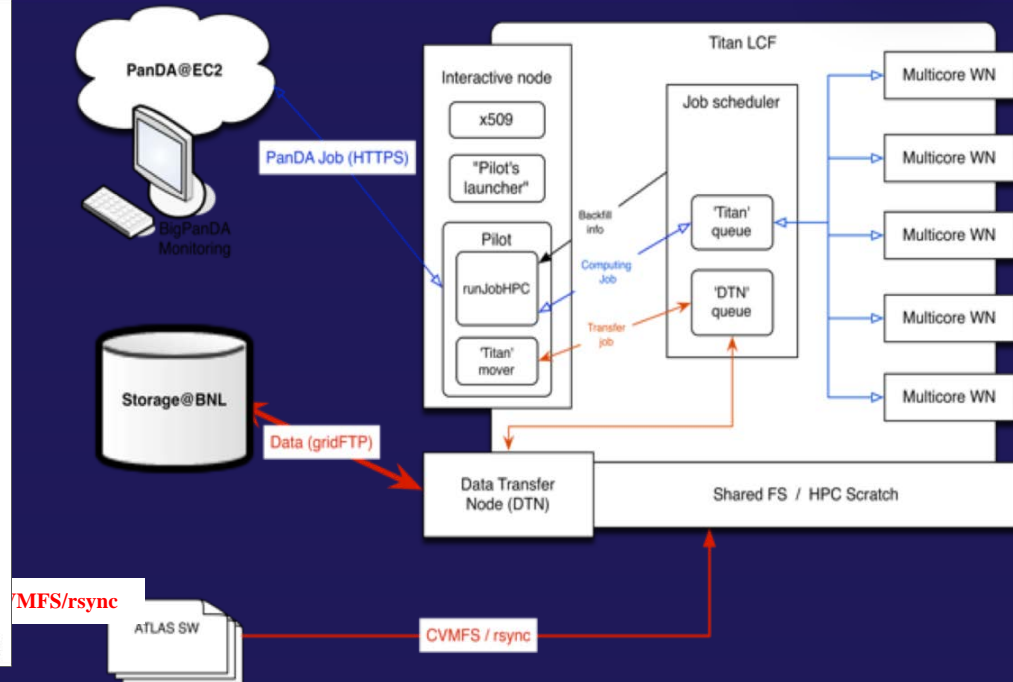 Titan LCF
PanDA@EC2
Interactive node
x509
"Pilot's
launcher"
Pilot
runJobHPC
'Titan'
mover
Job scheduler
'Titan'
queue
'DTN'
queue
Multicore WN
Multicore WN
Multicore WN
Multicore WN
Multicore WN
PanDA Job (HTTPS)
BigPanDA
Monitoring
Backfill
info
Computing
Job
Transfer
job
Storage@BNL
Data (gridFTP)
Data Transfer
Node (DTN)
Shared FS / HPC Scratch
/MFS/rsync
ATLAS SW
CVMFS / rsync